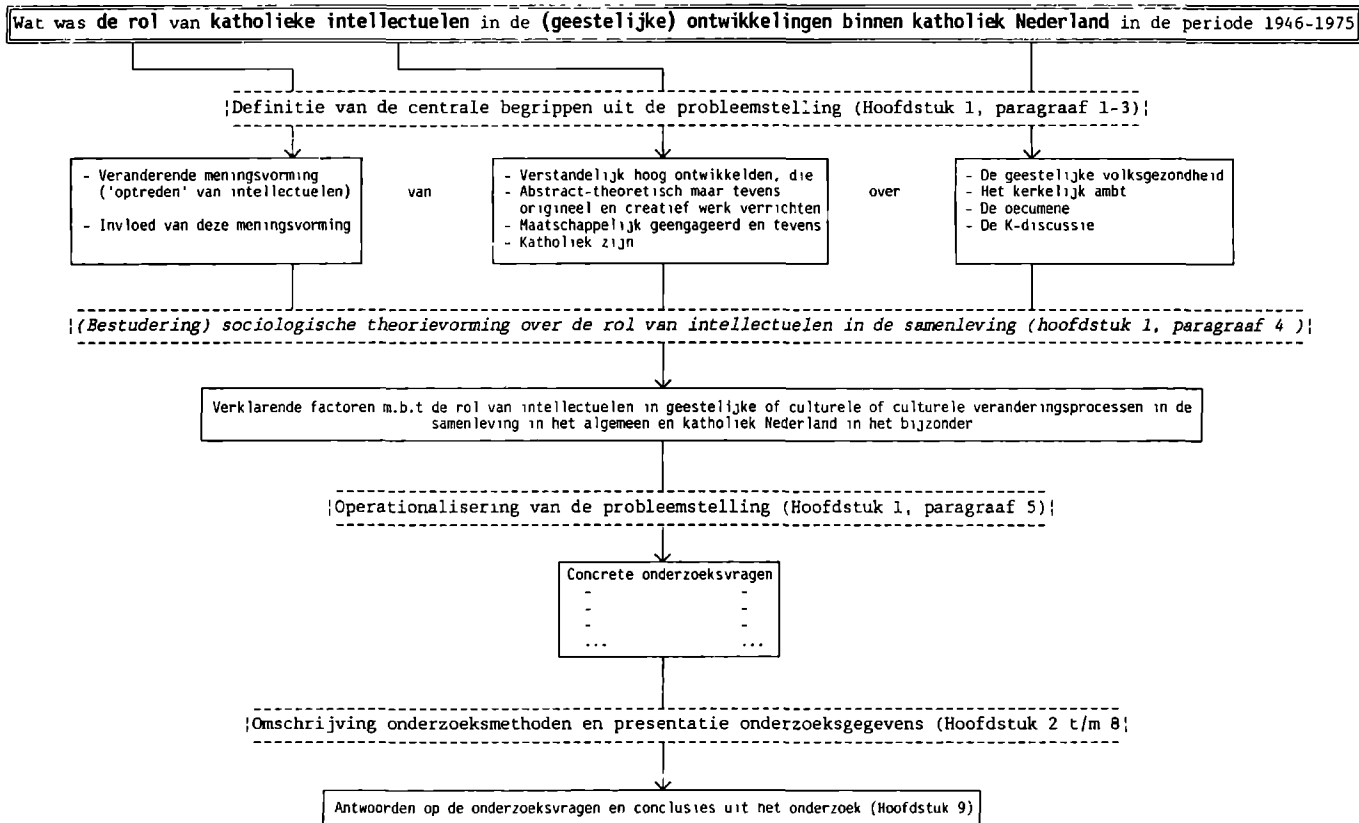 Wat was de rol van katholieke intellectuelen in de (geestelijke) ontwikkelingen binnen katholiek Nederland in de periode 1946-1975
¦Definitie van de centrale begrippen uit de probleemstelling (Hoofdstuk 1, paragraaf 1-3)¦
- Veranderende meningsvorming
('optreden' van intellectuelen)
- Invloed van deze meningsvorming
van
- Verstandelijk hoog ontwikkelden, die
- Abstract-theoretisch maar tevens
origineel en creatief werk verrichten
- Maatschappelijk geengageerd en tevens
- Katholiek zijn
over
- De geestelijke volksgezondheid
- Het kerkelijk ambt
- De oecumene
- De K-discussie
¦(Bestudering) sociologische theorievorming over de rol van intellectuelen in de samenleving (hoofdstuk 1, paragraaf 4 )¦
Verklarende factoren m.b.t de rol van intellectuelen in geestelijke of culturele of culturele veranderingsprocessen in de
samenleving in het algemeen en katholiek Nederland in het bijzonder
¦Operationalisering van de probleemstelling (Hoofdstuk 1, paragraaf 5)¦
Concrete onderzoeksvragen
- -
- -
- -
... ...
¦Omschrijving onderzoeksmethoden en presentatie onderzoeksgegevens (Hoofdstuk 2 t/m 8¦
Antwoorden op de onderzoeksvragen en conclusies uit het onderzoek (Hoofdstuk 9)